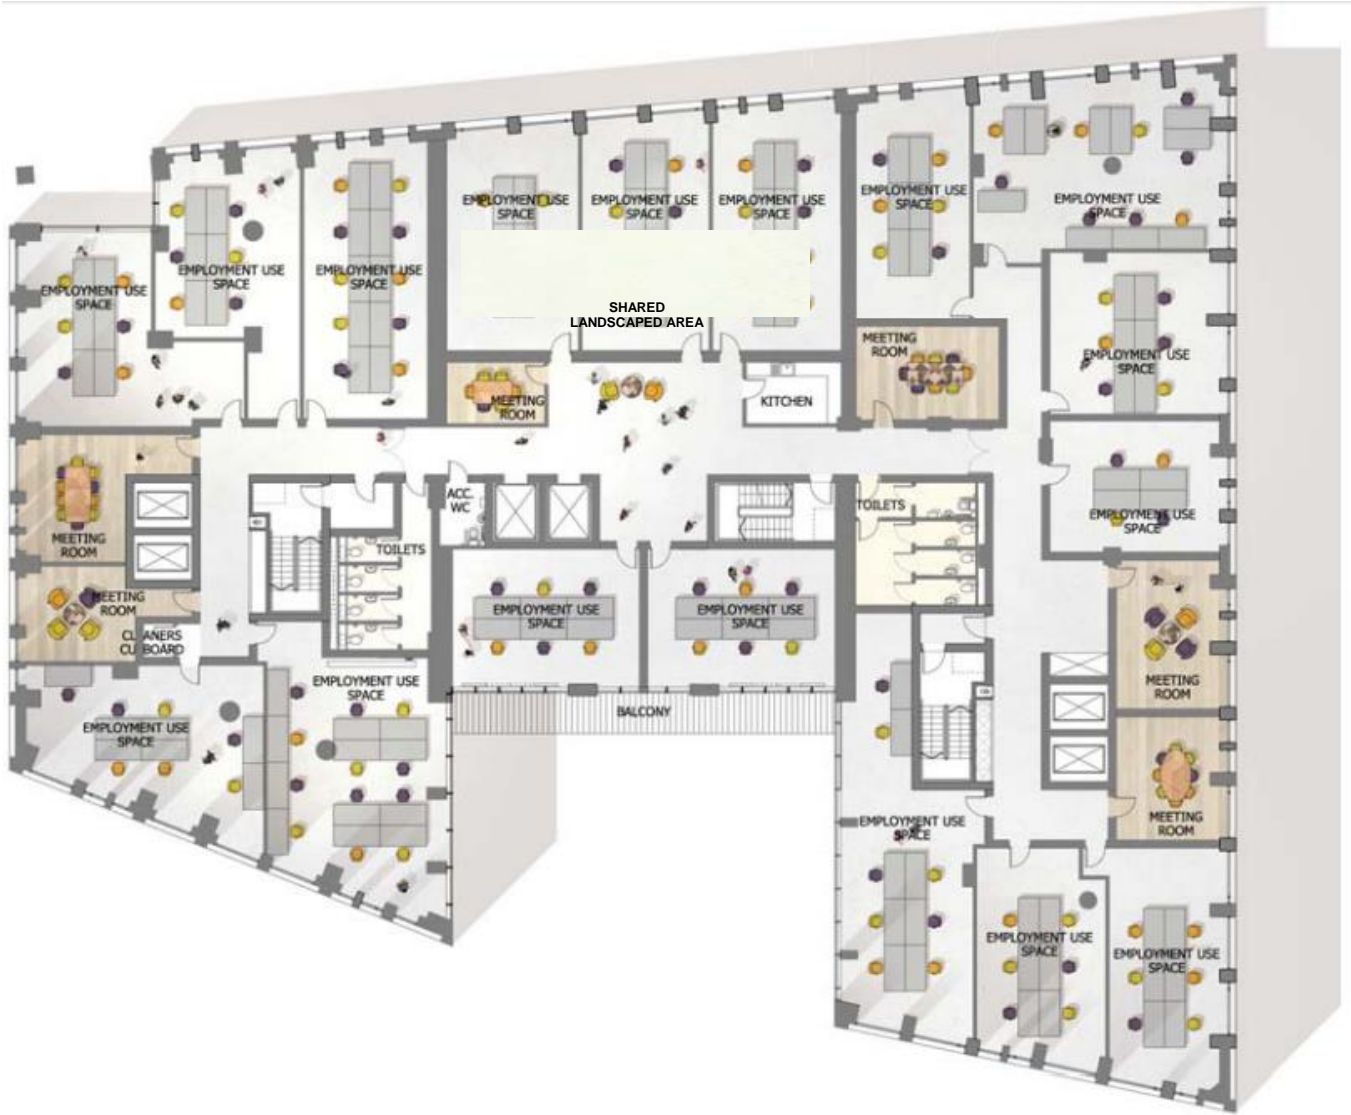 EMPLOYMENT USE
SPACE
EMPLOYMENT USE
SPACE
EMPLOYMENT USE
SPACE
EMPLOYMENT USE
SPACE
EMPLOYMENT USE
SPACE
EMPLOYMENT USE
SPACE
EMPLOYMENT USE
SPACE
EMPLOYMENT USE
SPACE
SHARED
LANDSCAPED AREA
MEETING
ROOM
MEETING
ROOM
KITCHEN
EMPLOYMENT USE
SPACE
MEETING
ROOM
ACC.
WC
TOILETS
TOILETS
EMPLOYMENT USE
SPACE
MEETING
ROOM
CLEANERS
CUPBOARD
EMPLOYMENT USE
SPACE
EMPLOYMENT USE
SPACE
MEETING
ROOM
EMPLOYMENT USE
SPACE
EMPLOYMENT USE
SPACE
BALCONY
EMPLOYMENT USE
SPACE
MEETING
ROOM
EMPLOYMENT USE
SPACE
EMPLOYMENT USE
SPACE